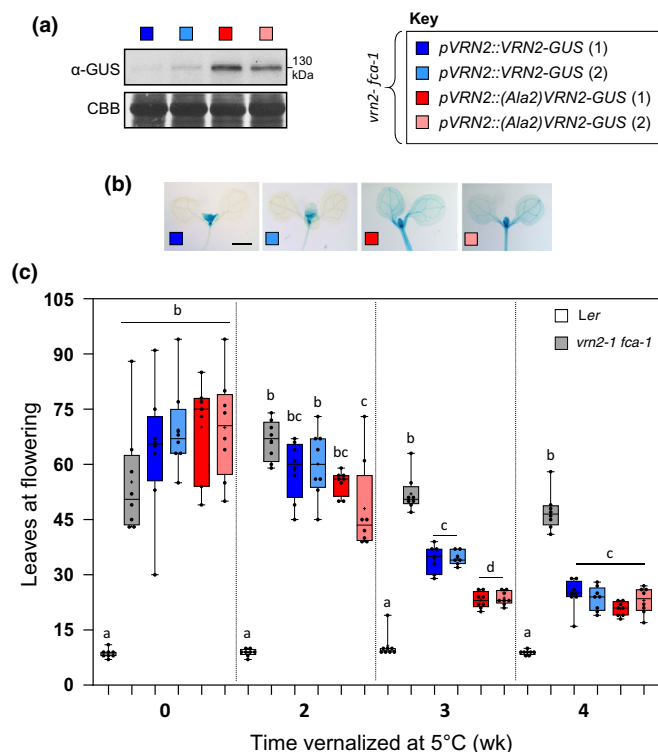 (a)
α-GUS
130
kDa
CBB
Key
vrn2- fca-1
pVRN2::VRN2-GUS (1)
pVRN2::VRN2-GUS (2)
pVRN2::(Ala2)VRN2-GUS (1)
pVRN2::(Ala2)VRN2-GUS (2)
(b)
(c)
Leaves at flowering
105
90
75
60
45
30
15
0
Ler
vrn2-1 fca-1
b
a
b
bc
b
bc
c
a
b
c
d
a
b
c
a
0 2 3 4
Time vernalized at 5°C (wk)